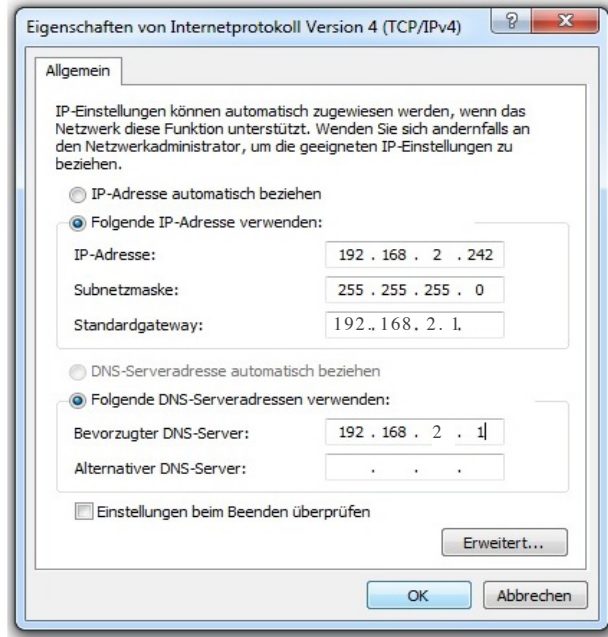 Eigenschaften von Internetprotokoll Version 4 (TCP/IPv4)
Allgemein
IP-Einstellungen können automatisch zugewiesen werden, wenn das
Netzwerk diese Funktion unterstützt. Wenden Sie sich andernfalls an
den Netzwerkadministrator, um die geeigneten IP-Einstellungen zu
beziehen.
IP-Adresse automatisch beziehen
Folgende IP-Adresse verwenden:
IP-Adresse: 192 . 168 . 2 . 242
Subnetzmaske: 255 . 255 . 255 . 0
Standardgateway: 192., 168. 2. 1.
DNS-Serveradresse automatisch beziehen
Folgende DNS-Serveradressen verwenden:
Bevorzugter DNS-Server: 192 . 168 . 2 . 1
Alternativer DNS-Server: . . .
Einstellungen beim Beenden überprüfen
Erweitert...
OK Abbrechen